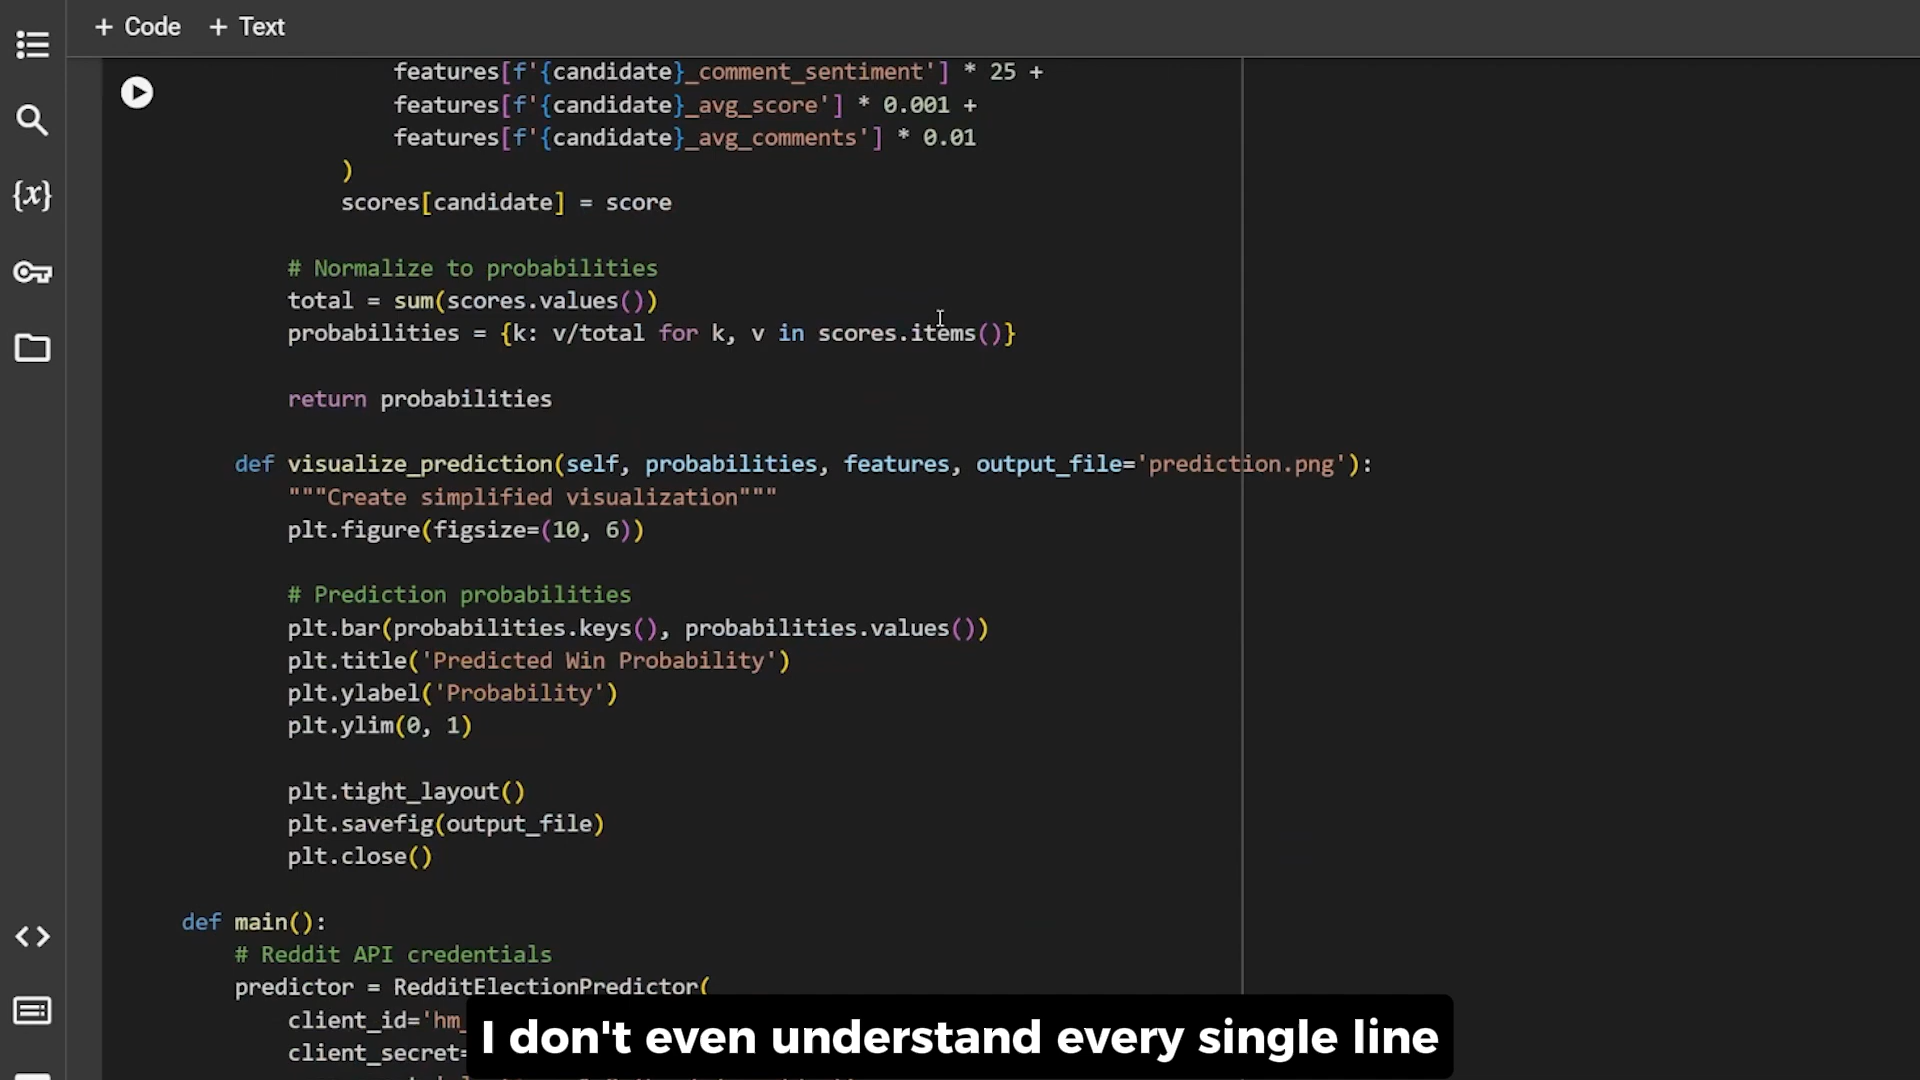 + Code + Text
features[f'{candidate}_comment_sentiment'] * 25 +
features[f'{candidate}_avg_score'] * 0.001 +
features[f'{candidate}_avg_comments'] * 0.01
)
scores[candidate] = score
# Normalize to probabilities
total = sum(scores.values())
probabilities = {k: v/total for k, v in scores.items()}
return probabilities
def visualize_prediction(self, probabilities, features, output_file='prediction.png'):
"""Create simplified visualization"""
plt.figure(figsize=(10, 6))
# Prediction probabilities
plt.bar(probabilities.keys(), probabilities.values())
plt.title('Predicted Win Probability')
plt.ylabel('Probability')
plt.ylim(0, 1)
plt.tight_layout()
plt.savefig(output_file)
plt.close()
def main():
# Reddit API credentials
predictor = RedditElectionPredictor(
client_id='hm_
client_secret=
I don't even understand every single line